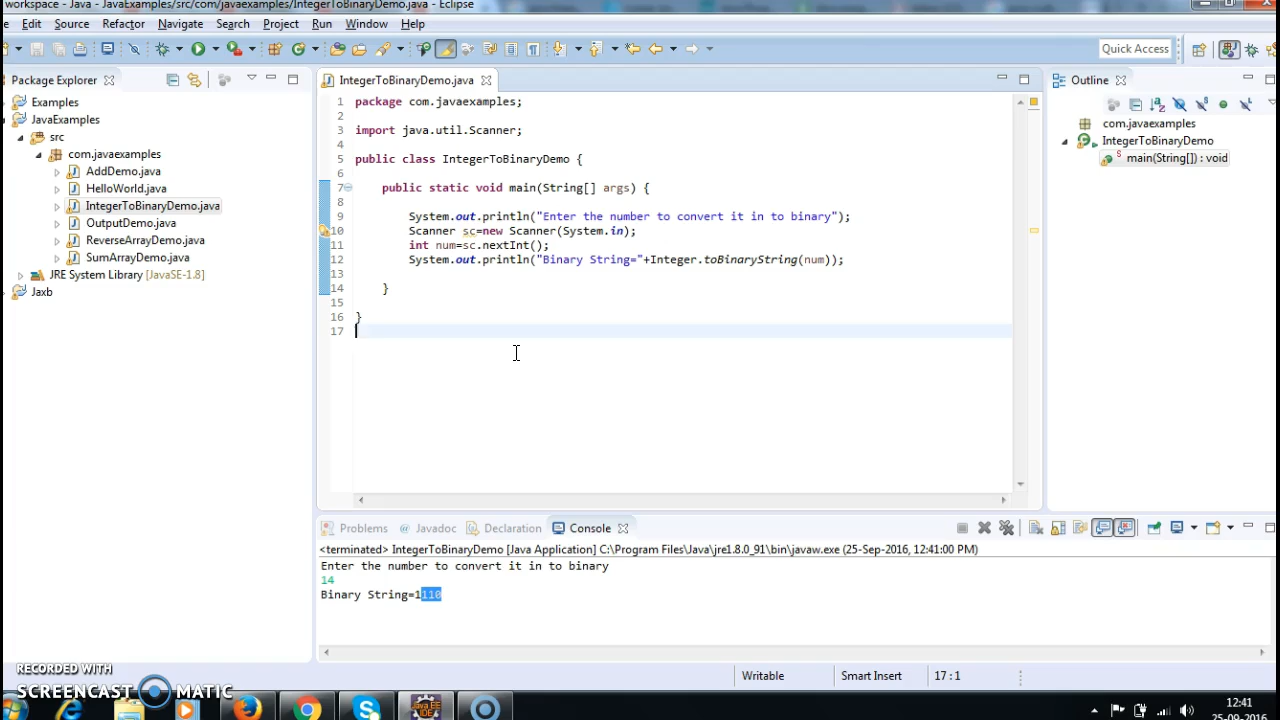 workspace - Java - JavaExamples/src/com/javaexamples/IntegerToBinaryDemo.java - Eclipse
Edit Source Refactor Navigate Search Project Run Window Help
Quick Access
Package Explorer
Examples
JavaExamples
src
com.javaexamples
AddDemo.java
HelloWorld.java
IntegerToBinaryDemo.java
OutputDemo.java
ReverseArrayDemo.java
SumArrayDemo.java
JRE System Library [JavaSE-1.8]
Jaxb
IntegerToBinaryDemo.java
1 package com.javaexamples;
2
3 import java.util.Scanner;
4
5 public class IntegerToBinaryDemo {
6
7 public static void main(String[] args) {
8
9 System.out.println("Enter the number to convert it in to binary");
10 Scanner sc=new Scanner(System.in);
11 int num=sc.nextInt();
12 System.out.println("Binary String="+Integer.toBinaryString(num));
13
14 }
15
16 }
17
Outline
com.javaexamples
IntegerToBinaryDemo
main(String[]) : void
Problems Javadoc Declaration Console
<terminated> IntegerToBinaryDemo [Java Application] C:\Program Files\Java\jre1.8.0_91\bin\javaw.exe (25-Sep-2016, 12:41:00 PM)
Enter the number to convert it in to binary
14
Binary String=1110
Writable Smart Insert 17 : 1
RECORDED WITH
SCREENCAST MATIC
Java EE
IDE
12:41
25-09-2016